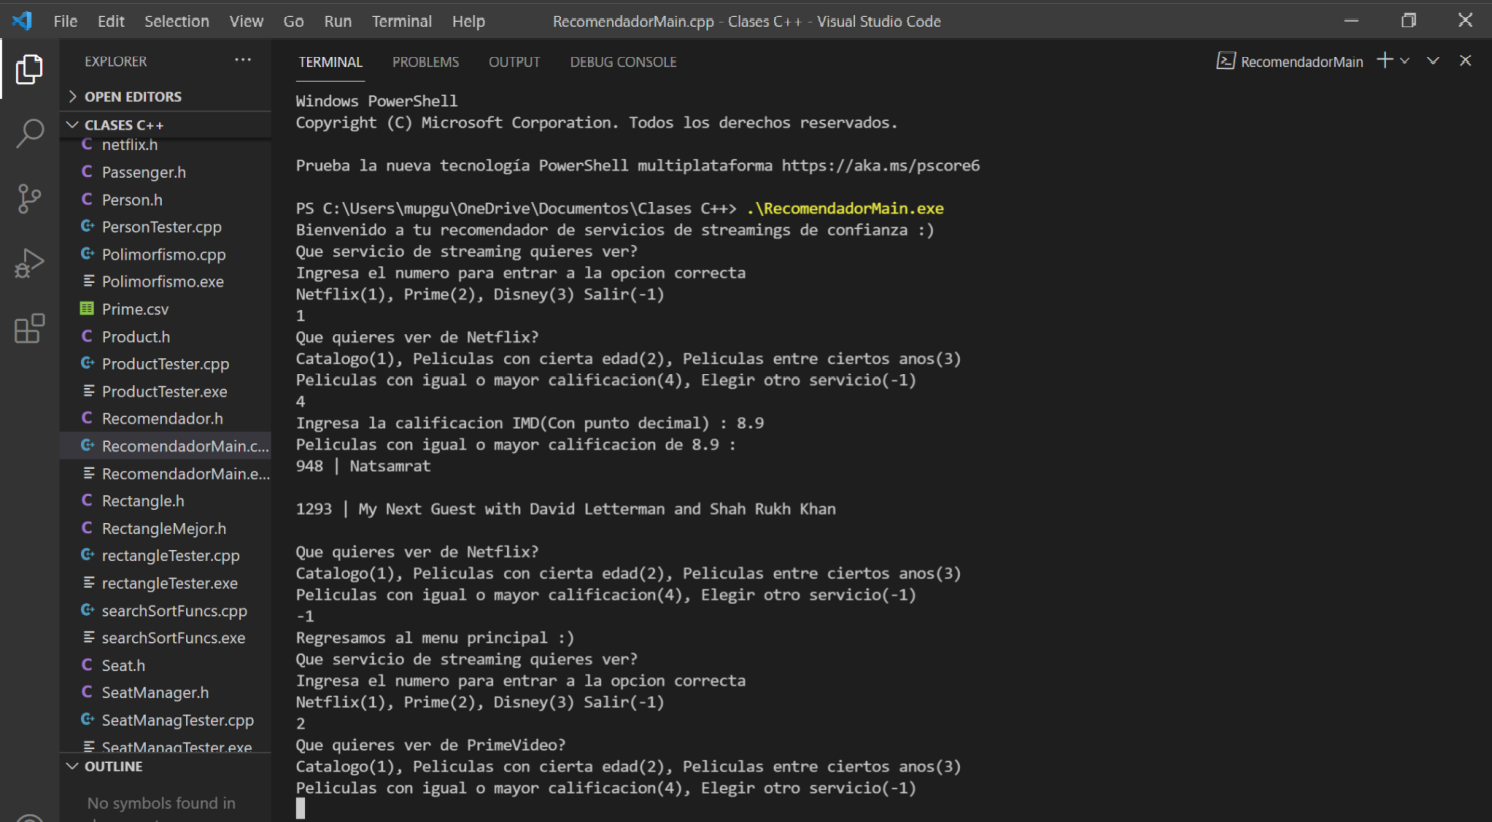 File Edit Selection View Go Run Terminal Help RecomendadorMain.cpp - Clases C++ - Visual Studio Code
EXPLORER ...
OPEN EDITORS
CLASES C++
netflix.h
Passenger.h
Person.h
PersonTester.cpp
Polimorfismo.cpp
Polimorfismo.exe
Prime.csv
Product.h
ProductTester.cpp
ProductTester.exe
Recomendador.h
RecomendadorMain.c...
RecomendadorMain.e...
Rectangle.h
RectangleMejor.h
rectangleTester.cpp
rectangleTester.exe
searchSortFuncs.cpp
searchSortFuncs.exe
Seat.h
SeatManager.h
SeatManagTester.cpp
SeatManagTester.exe
OUTLINE
No symbols found in
TERMINAL PROBLEMS OUTPUT DEBUG CONSOLE RecomendadorMain
Windows PowerShell
Copyright (C) Microsoft Corporation. Todos los derechos reservados.
Prueba la nueva tecnología PowerShell multiplataforma https://aka.ms/pscore6
PS C:\Users\mupgu\OneDrive\Documentos\Clases C++> .\RecomendadorMain.exe
Bienvenido a tu recomendador de servicios de streamings de confianza :)
Que servicio de streaming quieres ver?
Ingresa el numero para entrar a la opcion correcta
Netflix(1), Prime(2), Disney(3) Salir(-1)
1
Que quieres ver de Netflix?
Catalogo(1), Peliculas con cierta edad(2), Peliculas entre ciertos anos(3)
Peliculas con igual o mayor calificacion(4), Elegir otro servicio(-1)
4
Ingresa la calificacion IMD(Con punto decimal) : 8.9
Peliculas con igual o mayor calificacion de 8.9 :
948 | Natsamrat
1293 | My Next Guest with David Letterman and Shah Rukh Khan
Que quieres ver de Netflix?
Catalogo(1), Peliculas con cierta edad(2), Peliculas entre ciertos anos(3)
Peliculas con igual o mayor calificacion(4), Elegir otro servicio(-1)
-1
Regresamos al menu principal :)
Que servicio de streaming quieres ver?
Ingresa el numero para entrar a la opcion correcta
Netflix(1), Prime(2), Disney(3) Salir(-1)
2
Que quieres ver de PrimeVideo?
Catalogo(1), Peliculas con cierta edad(2), Peliculas entre ciertos anos(3)
Peliculas con igual o mayor calificacion(4), Elegir otro servicio(-1)